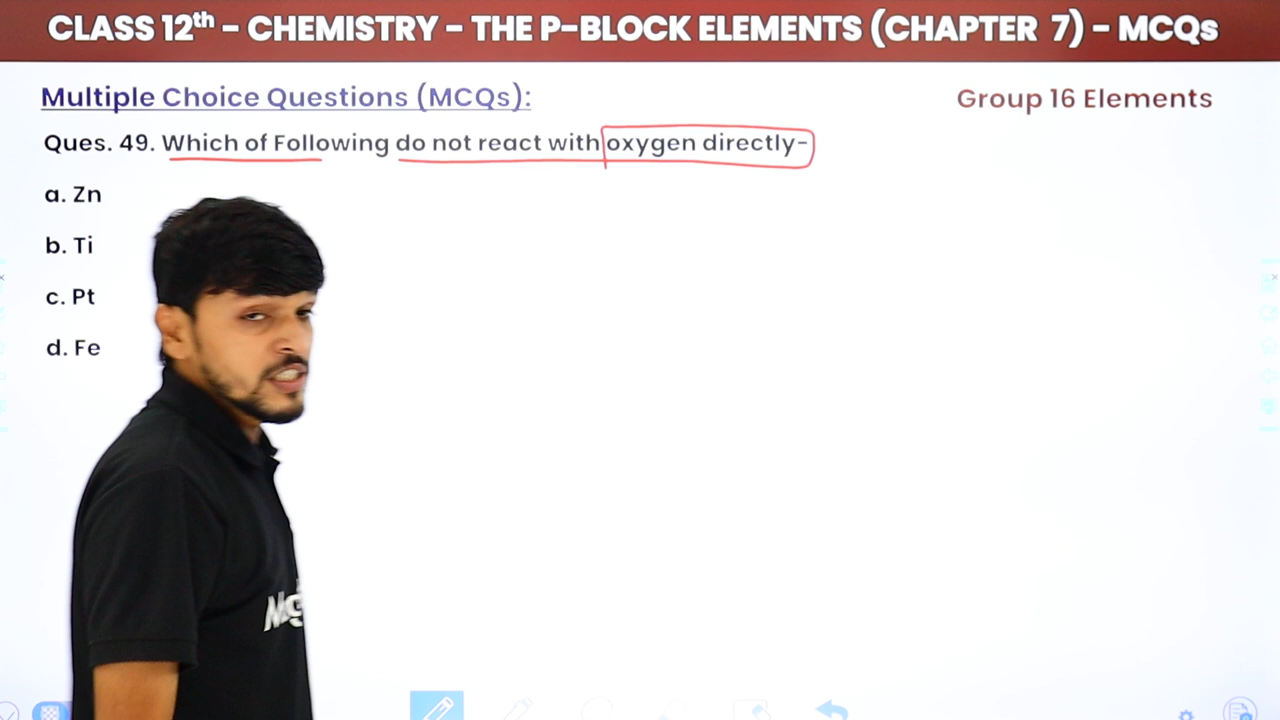 CLASS 12th - CHEMISTRY - THE P-BLOCK ELEMENTS (CHAPTER 7) - MCQs
Multiple Choice Questions (MCQs):
Group 16 Elements
Ques. 49. Which of Following do not react with oxygen directly-
a. Zn
b. Ti
c. Pt
d. Fe